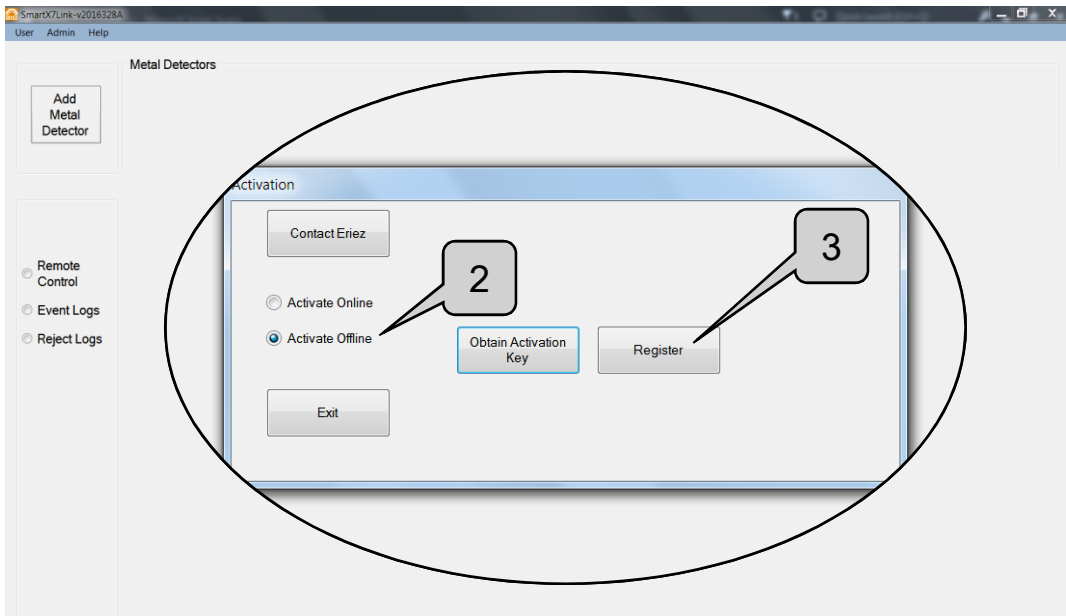 SmartX7Link-v2016328A
User Admin Help
Metal Detectors
Add
Metal
Detector
Remote
Control
Event Logs
Reject Logs
Activation
Contact Eriez
Activate Online
Activate Offline
Obtain Activation
Key
Register
Exit
2
3